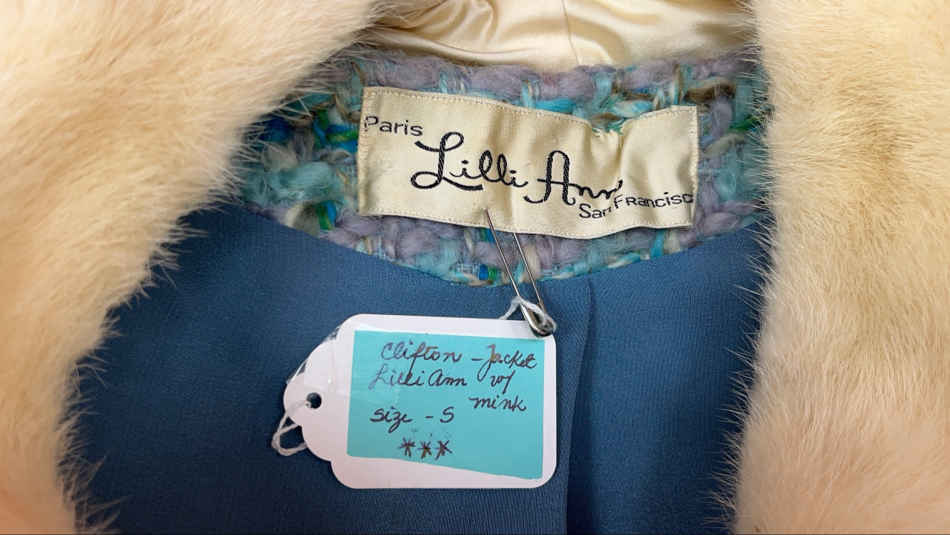 Paris
Lilli Ann
San Francisco
Clifton - Jacket
Lilli Ann w/
mink
size - S
***